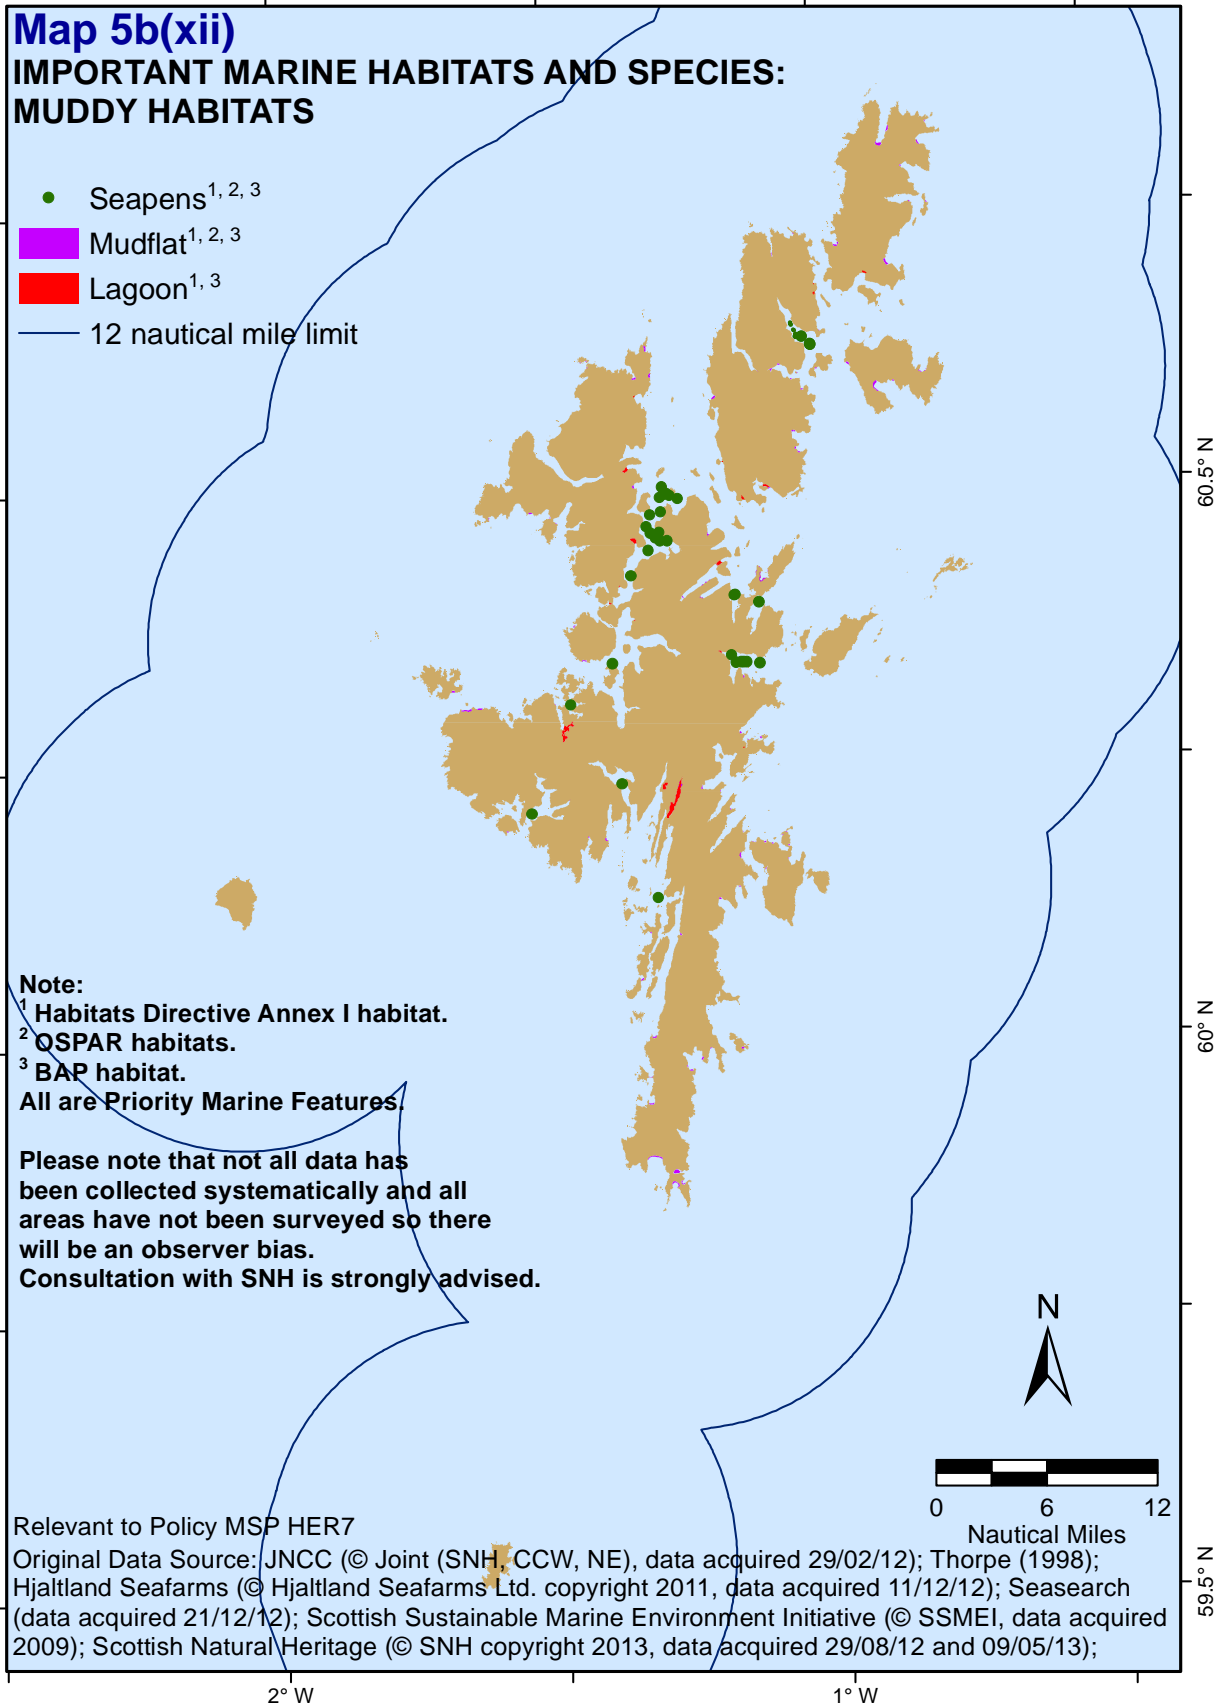 Map 5b(xii)
IMPORTANT MARINE HABITATS AND SPECIES:
MUDDY HABITATS
Seapens1, 2, 3
Mudflat1, 2, 3
Lagoon1, 3
12 nautical mile limit
60.5° N
60° N
Note:
1 Habitats Directive Annex I habitat.
2 OSPAR habitats.
3 BAP habitat.
All are Priority Marine Features.
Please note that not all data has
been collected systematically and all
areas have not been surveyed so there
will be an observer bias.
Consultation with SNH is strongly advised.
N
0 6 12
Nautical Miles
Relevant to Policy MSP HER7
Original Data Source: JNCC (© Joint (SNH, CCW, NE), data acquired 29/02/12); Thorpe (1998);
Hjaltland Seafarms (© Hjaltland Seafarms Ltd. copyright 2011, data acquired 11/12/12); Seasearch
(data acquired 21/12/12); Scottish Sustainable Marine Environment Initiative (© SSMEI, data acquired
2009); Scottish Natural Heritage (© SNH copyright 2013, data acquired 29/08/12 and 09/05/13);
59.5° N
2° W
1° W